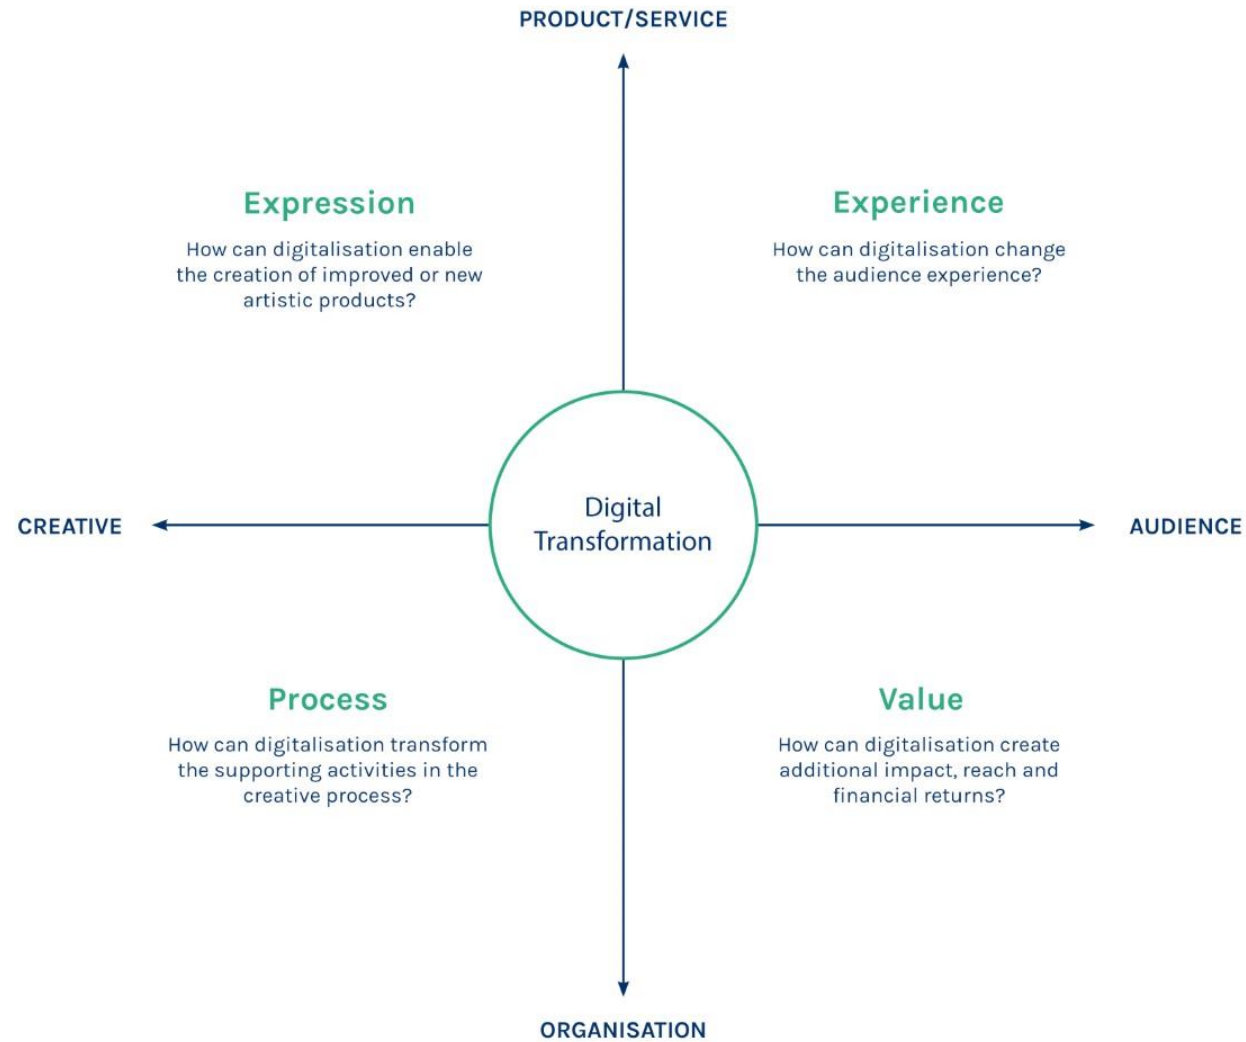 PRODUCT/SERVICE
Expression
How can digitalisation enable
the creation of improved or new
artistic products?
Experience
How can digitalisation change
the audience experience?
CREATIVE
Digital
Transformation
AUDIENCE
Process
How can digitalisation transform
the supporting activities in the
creative process?
Value
How can digitalisation create
additional impact, reach and
financial returns?
ORGANISATION